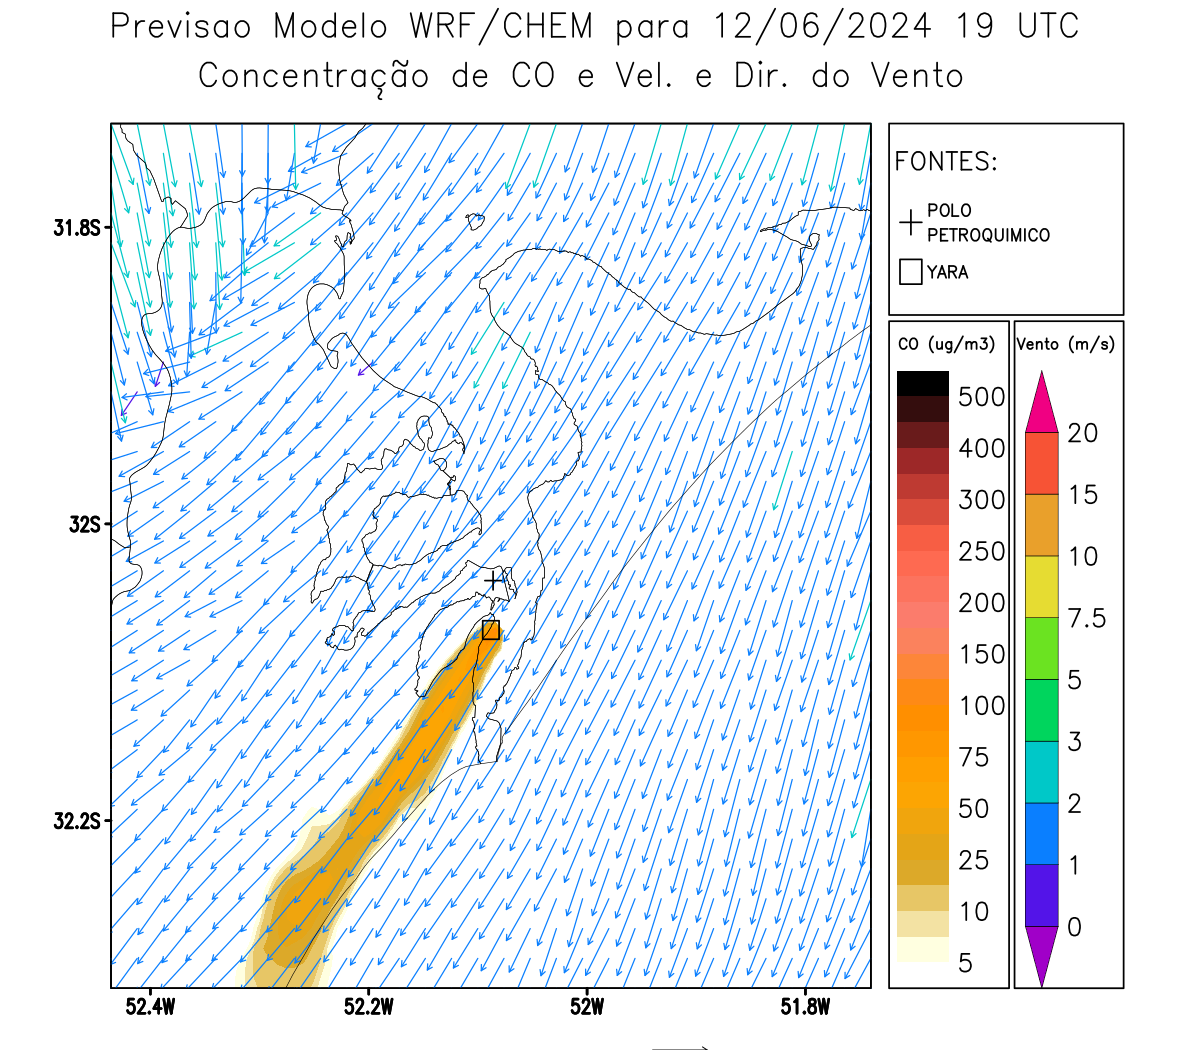 Previsao Modelo WRF/CHEM para 12/06/2024 19 UTC
Concentração de CO e Vel. e Dir. do Vento
FONTES:
POLO
PETROQUIMICO
YARA
31.8S
32S
32.2S
52.4W
52.2W
52W
51.8W
CO (ug/m3)
500
400
300
250
200
150
100
75
50
25
10
5
Vento (m/s)
20
15
10
7.5
5
3
2
1
0